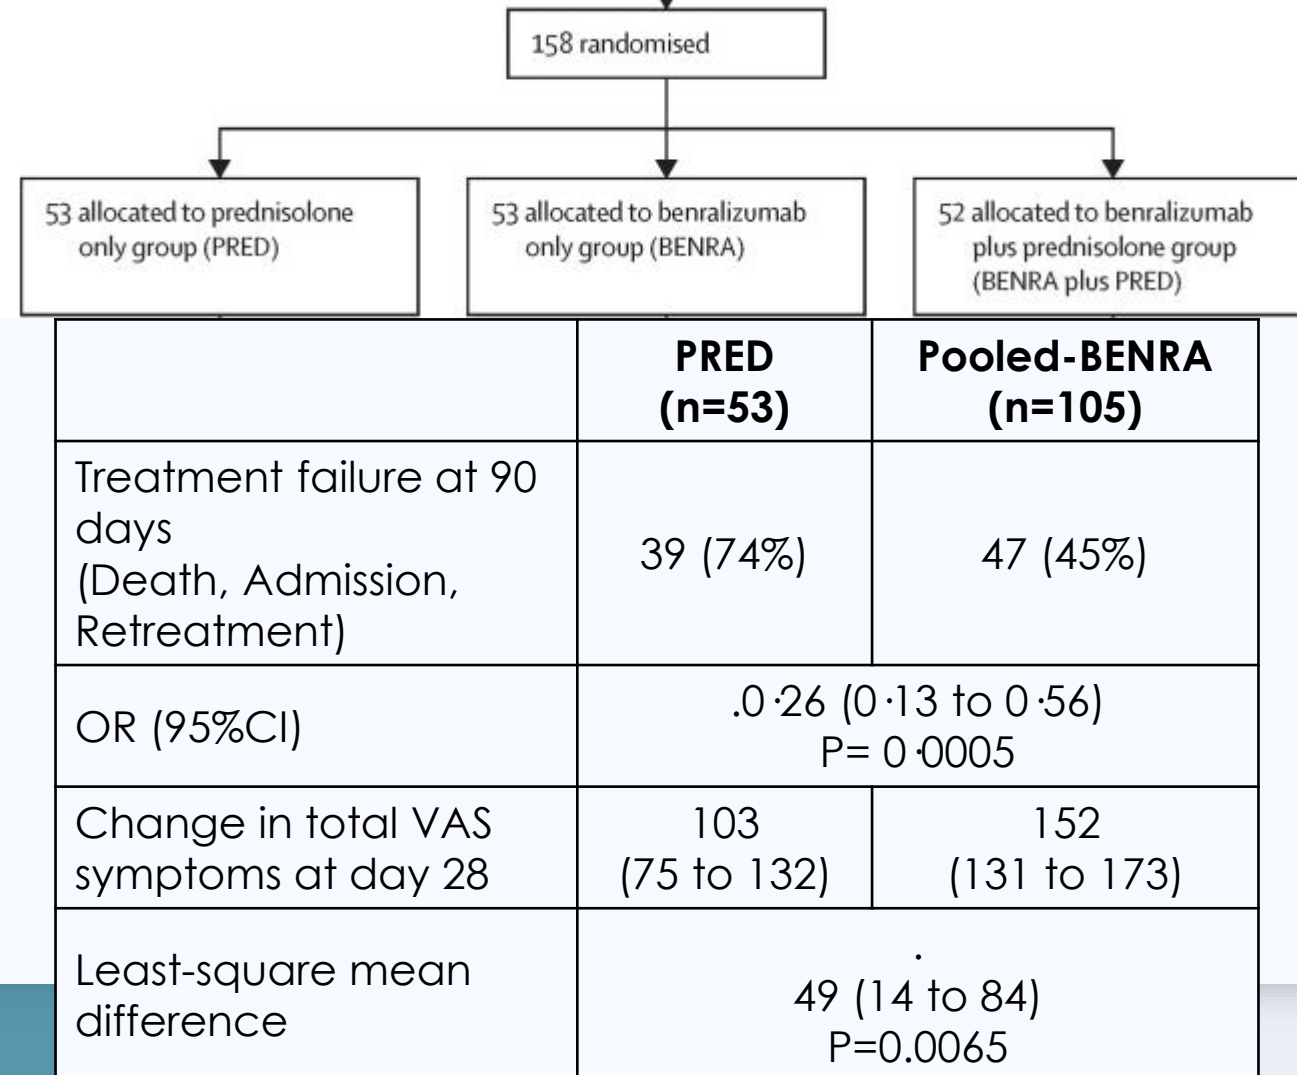 158 randomised
53 allocated to prednisolone
only group (PRED)
53 allocated to benralizumab
only group (BENRA)
52 allocated to benralizumab
plus prednisolone group
(BENRA plus PRED)
PRED
(n=53)
Pooled-BENRA
(n=105)
Treatment failure at 90
days
(Death, Admission,
Retreatment)
39 (74%)
47 (45%)
OR (95%CI)
.0·26 (0·13 to 0·56)
P= 0·0005
Change in total VAS
symptoms at day 28
103
(75 to 132)
152
(131 to 173)
Least-square mean
difference
.
49 (14 to 84)
P=0.0065